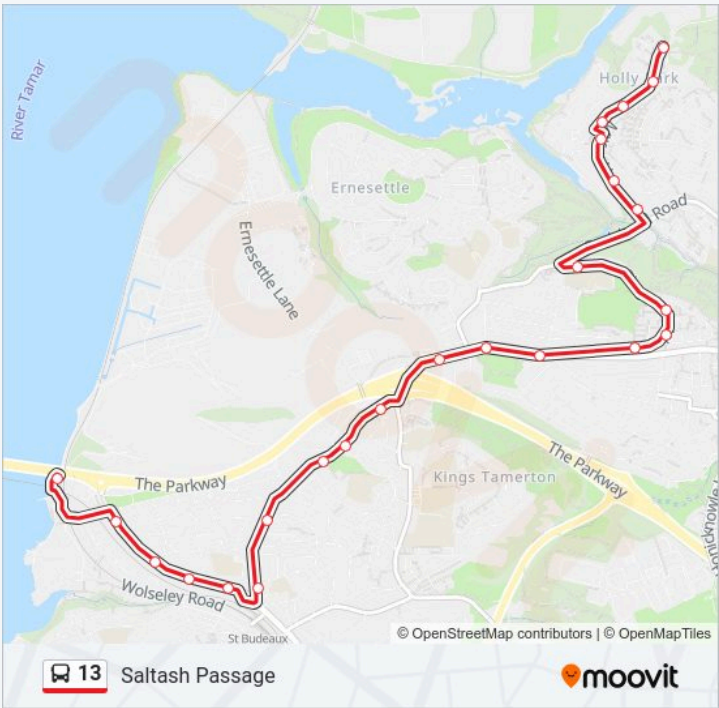 River Tamar
Holly Park
Ernesettle
Road
Ernesettle Lane
The Parkway
The Parkway
Kings Tamerton
Wolseley Road
St Budeaux
© OpenStreetMap contributors | © OpenMapTiles
13 Saltash Passage
moovit